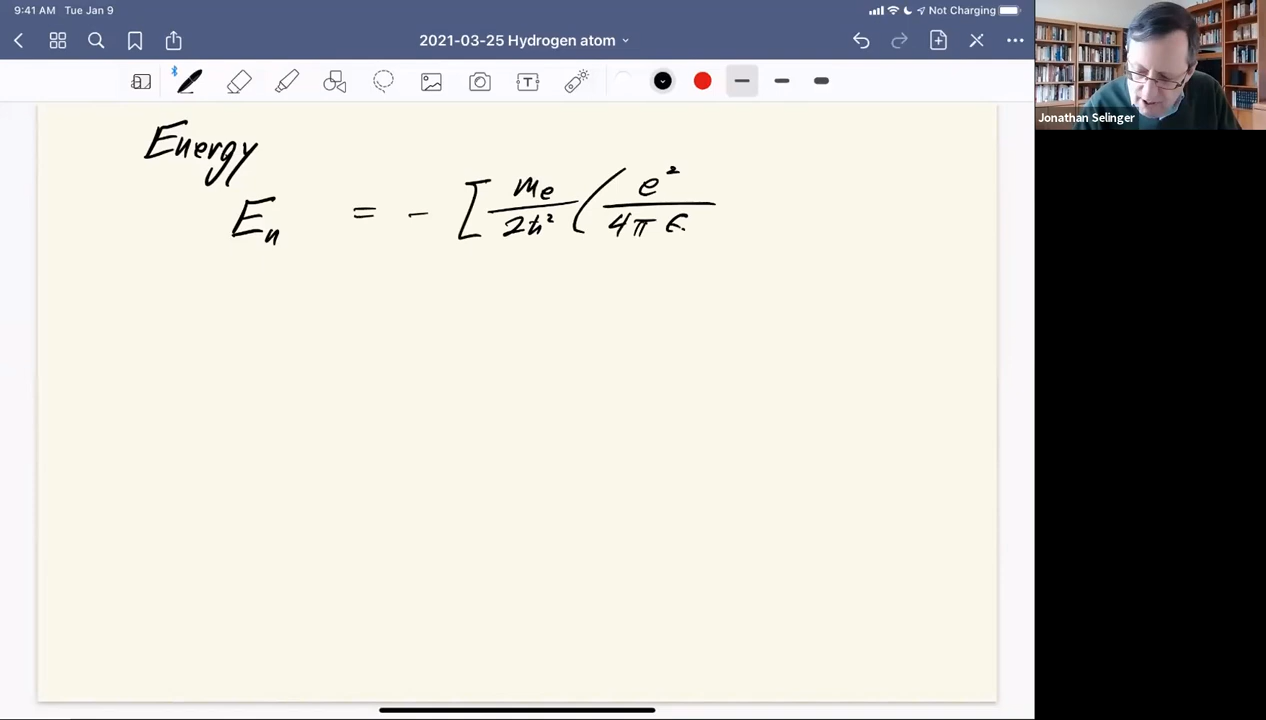 9:41 AM Tue Jan 9
Not Charging
2021-03-25 Hydrogen atom
T
Jonathan Selinger
Energy
Eₙ = - [ mₑ/2ħ² ( e²/4π ϵ